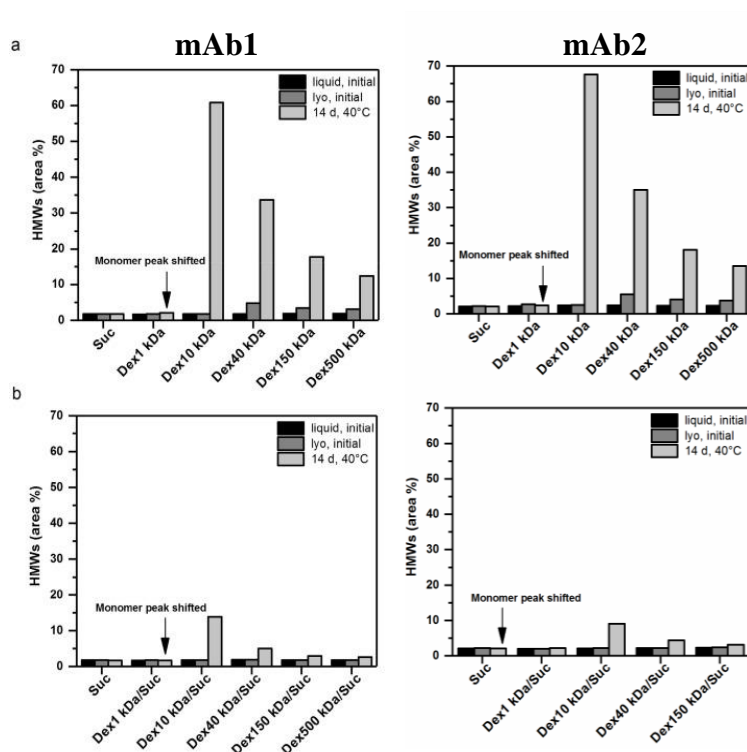 a
mAb1
mAb2
70
60
50
40
30
20
10
0
HMWs (area %)
liquid, initial
lyo, initial
14 d, 40°C
Monomer peak shifted
Suc
Dex1 kDa
Dex10 kDa
Dex40 kDa
Dex150 kDa
Dex500 kDa
70
60
50
40
30
20
10
0
HMWs (area %)
liquid, initial
lyo, initial
14 d, 40°C
Monomer peak shifted
Suc
Dex1 kDa
Dex10 kDa
Dex40 kDa
Dex150 kDa
Dex500 kDa
b
70
60
50
40
30
20
10
0
HMWs (area %)
liquid, initial
lyo, initial
14 d, 40°C
Monomer peak shifted
Suc
Dex1 kDa/Suc
Dex10 kDa/Suc
Dex40 kDa/Suc
Dex150 kDa/Suc
Dex500 kDa/Suc
70
60
50
40
30
20
10
0
HMWs (area %)
liquid, initial
lyo, initial
14 d, 40°C
Monomer peak shifted
Suc
Dex1 kDa/Suc
Dex10 kDa/Suc
Dex40 kDa/Suc
Dex150 kDa/Suc